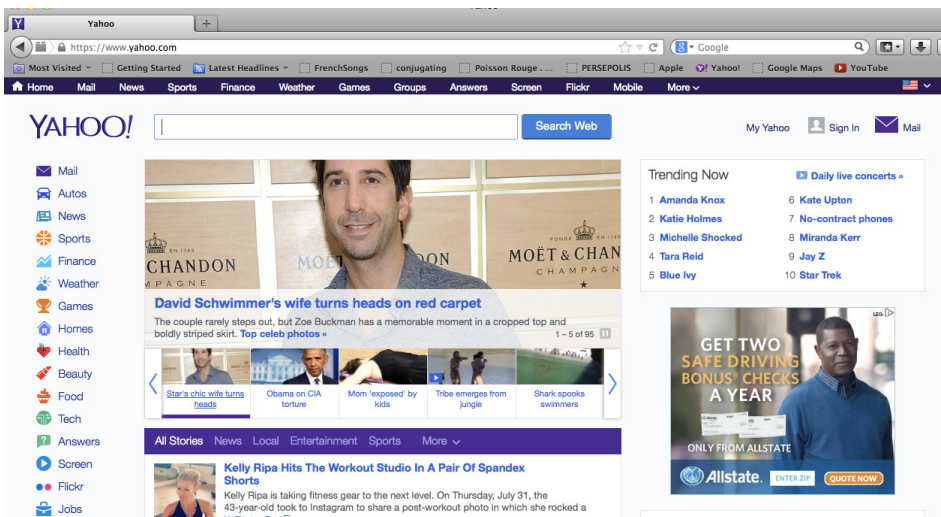 Yahoo
https://www.yahoo.com
Google
Most Visited
Getting Started
Latest Headlines
FrenchSongs
conjugating
Poisson Rouge . ...
PERSEPOLIS
Apple
Yahoo!
Google Maps
YouTube
Home Mail News Sports Finance Weather Games Groups Answers Screen Flickr Mobile More
YAHOO!
Search Web
My Yahoo
Sign In
Mail
Mail
Autos
News
Sports
Finance
Weather
Games
Homes
Health
Beauty
Food
Tech
Answers
Screen
Flickr
Jobs
EN 1743
CHANDON
MPAGNE
MOË
ON
FONDÉ EN 1743
MOËT & CHAN
CHAMPAGN
David Schwimmer's wife turns heads on red carpet
The couple rarely steps out, but Zoe Buckman has a memorable moment in a cropped top and
boldly striped skirt. Top celeb photos »
1 – 5 of 95
Star's chic wife turns
heads
Obama on CIA
torture
Mom 'exposed' by
kids
Tribe emerges from
jungle
Shark spooks
swimmers
All Stories News Local Entertainment Sports More
Kelly Ripa Hits The Workout Studio In A Pair Of Spandex
Shorts
Kelly Ripa is taking fitness gear to the next level. On Thursday, July 31, the
43-year-old took to Instagram to share a post-workout photo in which she rocked a
Trending Now
Daily live concerts »
1 Amanda Knox
2 Katie Holmes
3 Michelle Shocked
4 Tara Reid
5 Blue Ivy
6 Kate Upton
7 No-contract phones
8 Miranda Kerr
9 Jay Z
10 Star Trek
GET TWO
SAFE DRIVING
BONUS CHECKS
A YEAR
ONLY FROM ALLSTATE
Allstate.
ENTER ZIP
QUOTE NOW